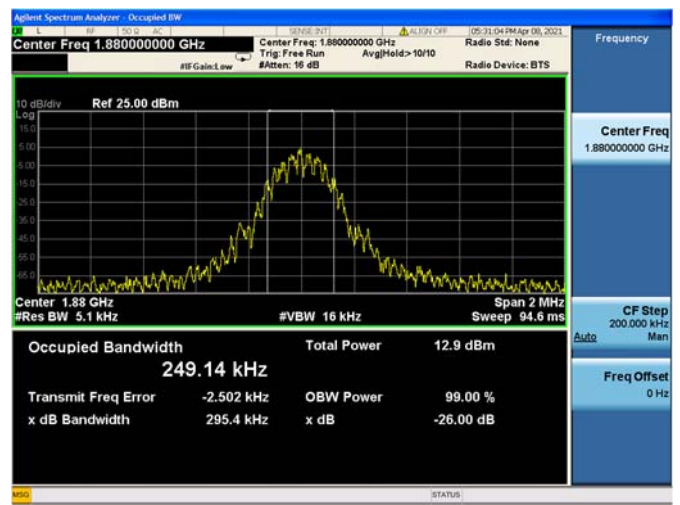 Agilent Spectrum Analyzer - Occupied BW
L RF 50 Ω AC SENSE:INT ALIGN OFF 05:31:04 PM Apr 08, 2021
Center Freq 1.880000000 GHz Center Freq: 1.880000000 GHz Radio Std: None
Trig: Free Run Avg|Hold:>10/10
#IFGain:Low #Atten: 16 dB Radio Device: BTS
Frequency
10 dB/div Ref 25.00 dBm
Log
15.0
5.00
-5.00
-15.0
-25.0
-35.0
-45.0
-55.0
-65.0
Center 1.88 GHz Span 2 MHz
#Res BW 5.1 kHz #VBW 16 kHz Sweep 94.6 ms
Occupied Bandwidth Total Power 12.9 dBm
249.14 kHz
Transmit Freq Error -2.502 kHz OBW Power 99.00 %
x dB Bandwidth 295.4 kHz x dB -26.00 dB
Center Freq
1.880000000 GHz
CF Step
200.000 kHz
Auto Man
Freq Offset
0 Hz
MSG STATUS